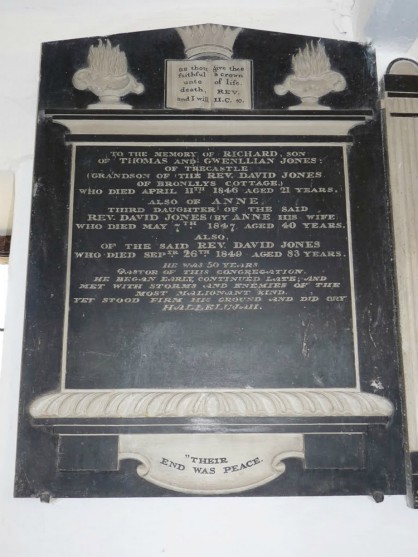 be thou
faithful
unto
death,
and I will
give thee
a crown
of life.
REV:
II.C. 10.
TO THE MEMORY OF RICHARD, SON
OF THOMAS AND GWENLLIAN JONES:
OF TRECASTLE
(GRANDSON OF THE REV. DAVID JONES
OF BRONLLYS COTTAGE,)
WHO DIED APRIL 11TH 1846 AGED 21 YEARS.
ALSO OF ANNE,
THIRD DAUGHTER OF THE SAID
REV. DAVID JONES (BY ANNE HIS WIFE)
WHO DIED MAY 7TH 1847. AGED 40 YEARS.
ALSO,
OF THE SAID REV. DAVID JONES
WHO DIED SEPTR 26TH 1849 AGED 83 YEARS.
HE WAS 50 YEARS
PASTOR OF THIS CONGREGATION.
HE BEGAN EARLY, CONTINUED LATE; AND
MET WITH STORMS AND ENEMIES OF THE
MOST MALIGNANT KIND.
YET STOOD FIRM HIS GROUND AND DID CRY
HALLELUJAH.
"THEIR
END WAS PEACE.